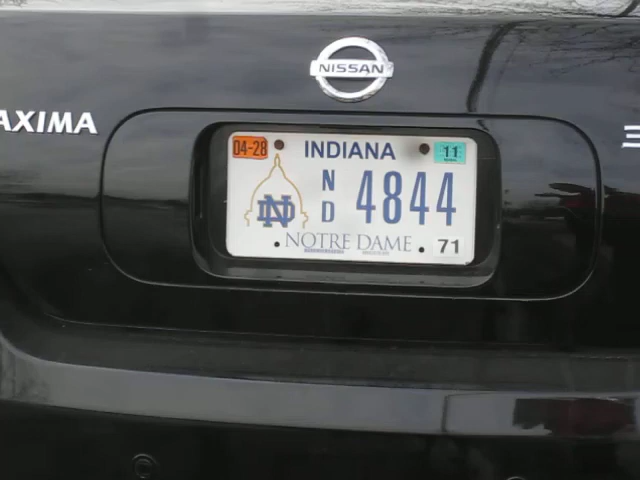 NISSAN
AXIMA
04-28 INDIANA 11
ND 4844
ND
NOTRE DAME 71